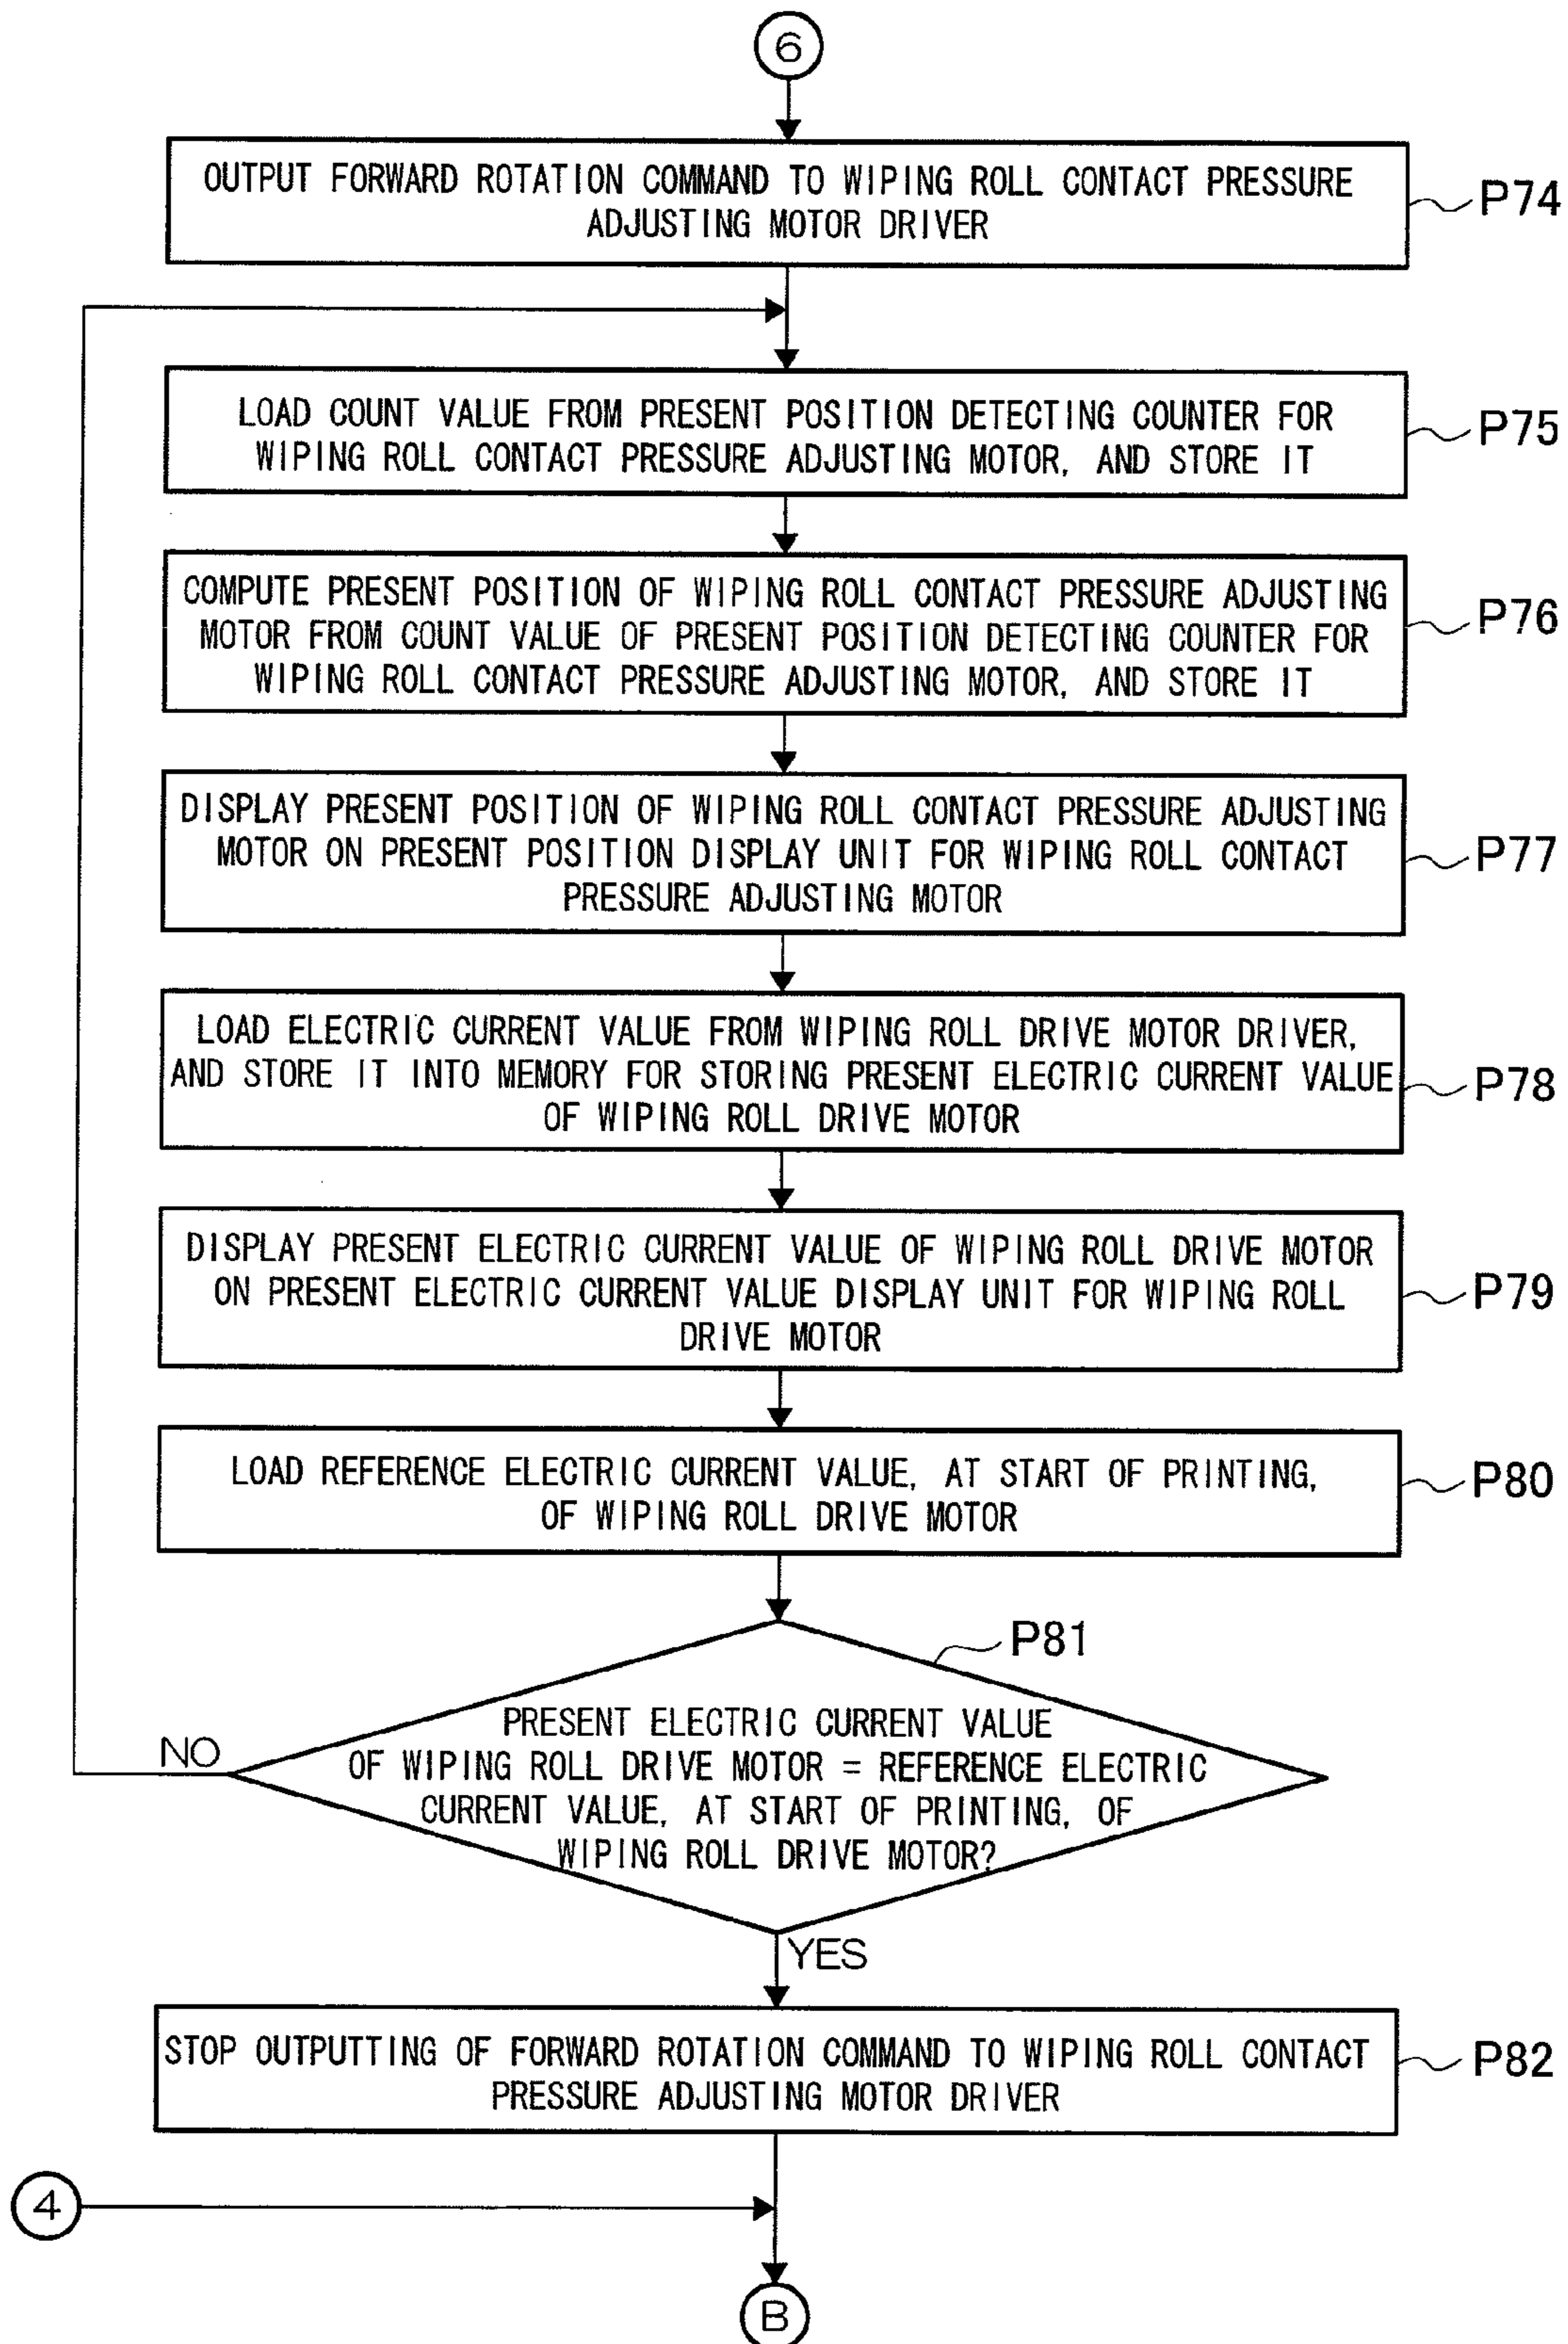 6
OUTPUT FORWARD ROTATION COMMAND TO WIPING ROLL CONTACT PRESSURE
ADJUSTING MOTOR DRIVER
P74
LOAD COUNT VALUE FROM PRESENT POSITION DETECTING COUNTER FOR
WIPING ROLL CONTACT PRESSURE ADJUSTING MOTOR, AND STORE IT
P75
COMPUTE PRESENT POSITION OF WIPING ROLL CONTACT PRESSURE ADJUSTING
MOTOR FROM COUNT VALUE OF PRESENT POSITION DETECTING COUNTER FOR
WIPING ROLL CONTACT PRESSURE ADJUSTING MOTOR, AND STORE IT
P76
DISPLAY PRESENT POSITION OF WIPING ROLL CONTACT PRESSURE ADJUSTING
MOTOR ON PRESENT POSITION DISPLAY UNIT FOR WIPING ROLL CONTACT
PRESSURE ADJUSTING MOTOR
P77
LOAD ELECTRIC CURRENT VALUE FROM WIPING ROLL DRIVE MOTOR DRIVER,
AND STORE IT INTO MEMORY FOR STORING PRESENT ELECTRIC CURRENT VALUE
OF WIPING ROLL DRIVE MOTOR
P78
DISPLAY PRESENT ELECTRIC CURRENT VALUE OF WIPING ROLL DRIVE MOTOR
ON PRESENT ELECTRIC CURRENT VALUE DISPLAY UNIT FOR WIPING ROLL
DRIVE MOTOR
P79
LOAD REFERENCE ELECTRIC CURRENT VALUE, AT START OF PRINTING,
OF WIPING ROLL DRIVE MOTOR
P80
P81
PRESENT ELECTRIC CURRENT VALUE
OF WIPING ROLL DRIVE MOTOR = REFERENCE ELECTRIC
CURRENT VALUE, AT START OF PRINTING, OF
WIPING ROLL DRIVE MOTOR?
NO
YES
STOP OUTPUTTING OF FORWARD ROTATION COMMAND TO WIPING ROLL CONTACT
PRESSURE ADJUSTING MOTOR DRIVER
P82
4
B